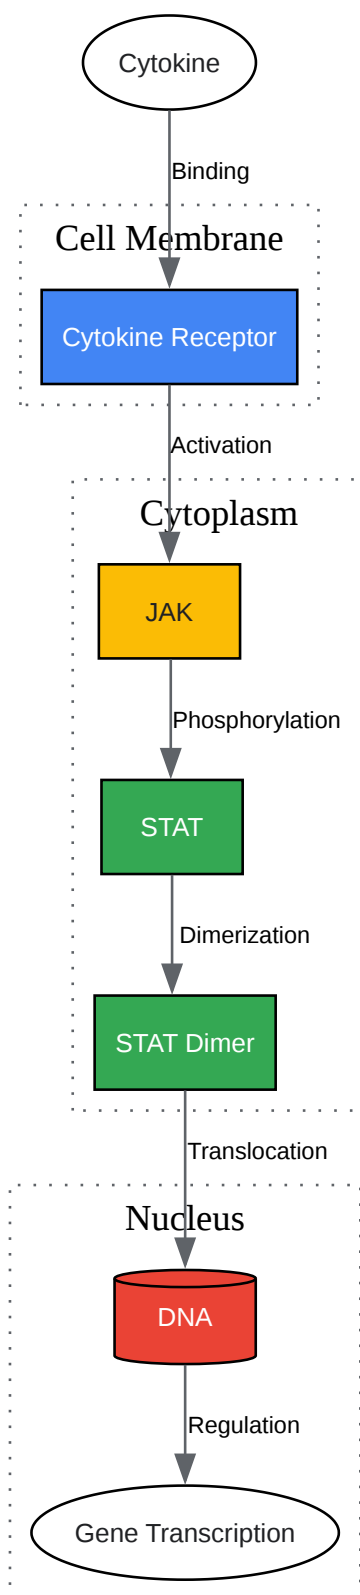 Cytokine
Binding
Cell Membrane
Cytokine Receptor
Activation
Cytoplasm
JAK
Phosphorylation
STAT
Dimerization
STAT Dimer
Translocation
Nucleus
DNA
Regulation
Gene Transcription